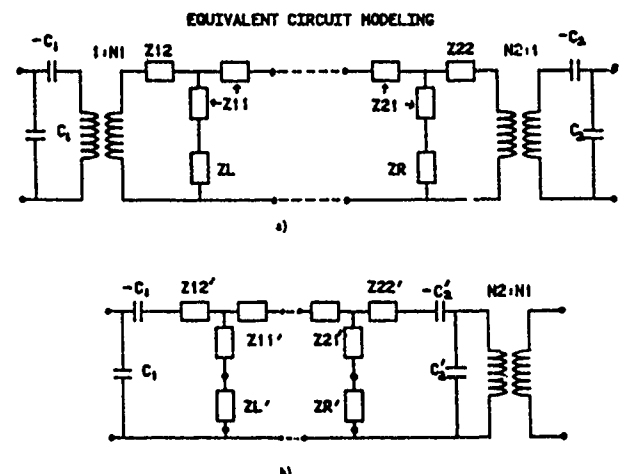 EQUIVALENT CIRCUIT MODELING
-C₁ 1:N1 Z12 Z22 N2:1 -C₂
C₁ Z11 Z21 C₂
ZL ZR
a)
-C₁ Z12' Z22' -C₂' N2:N1
C₁ Z11' Z21' C₂'
ZL' ZR'
b)